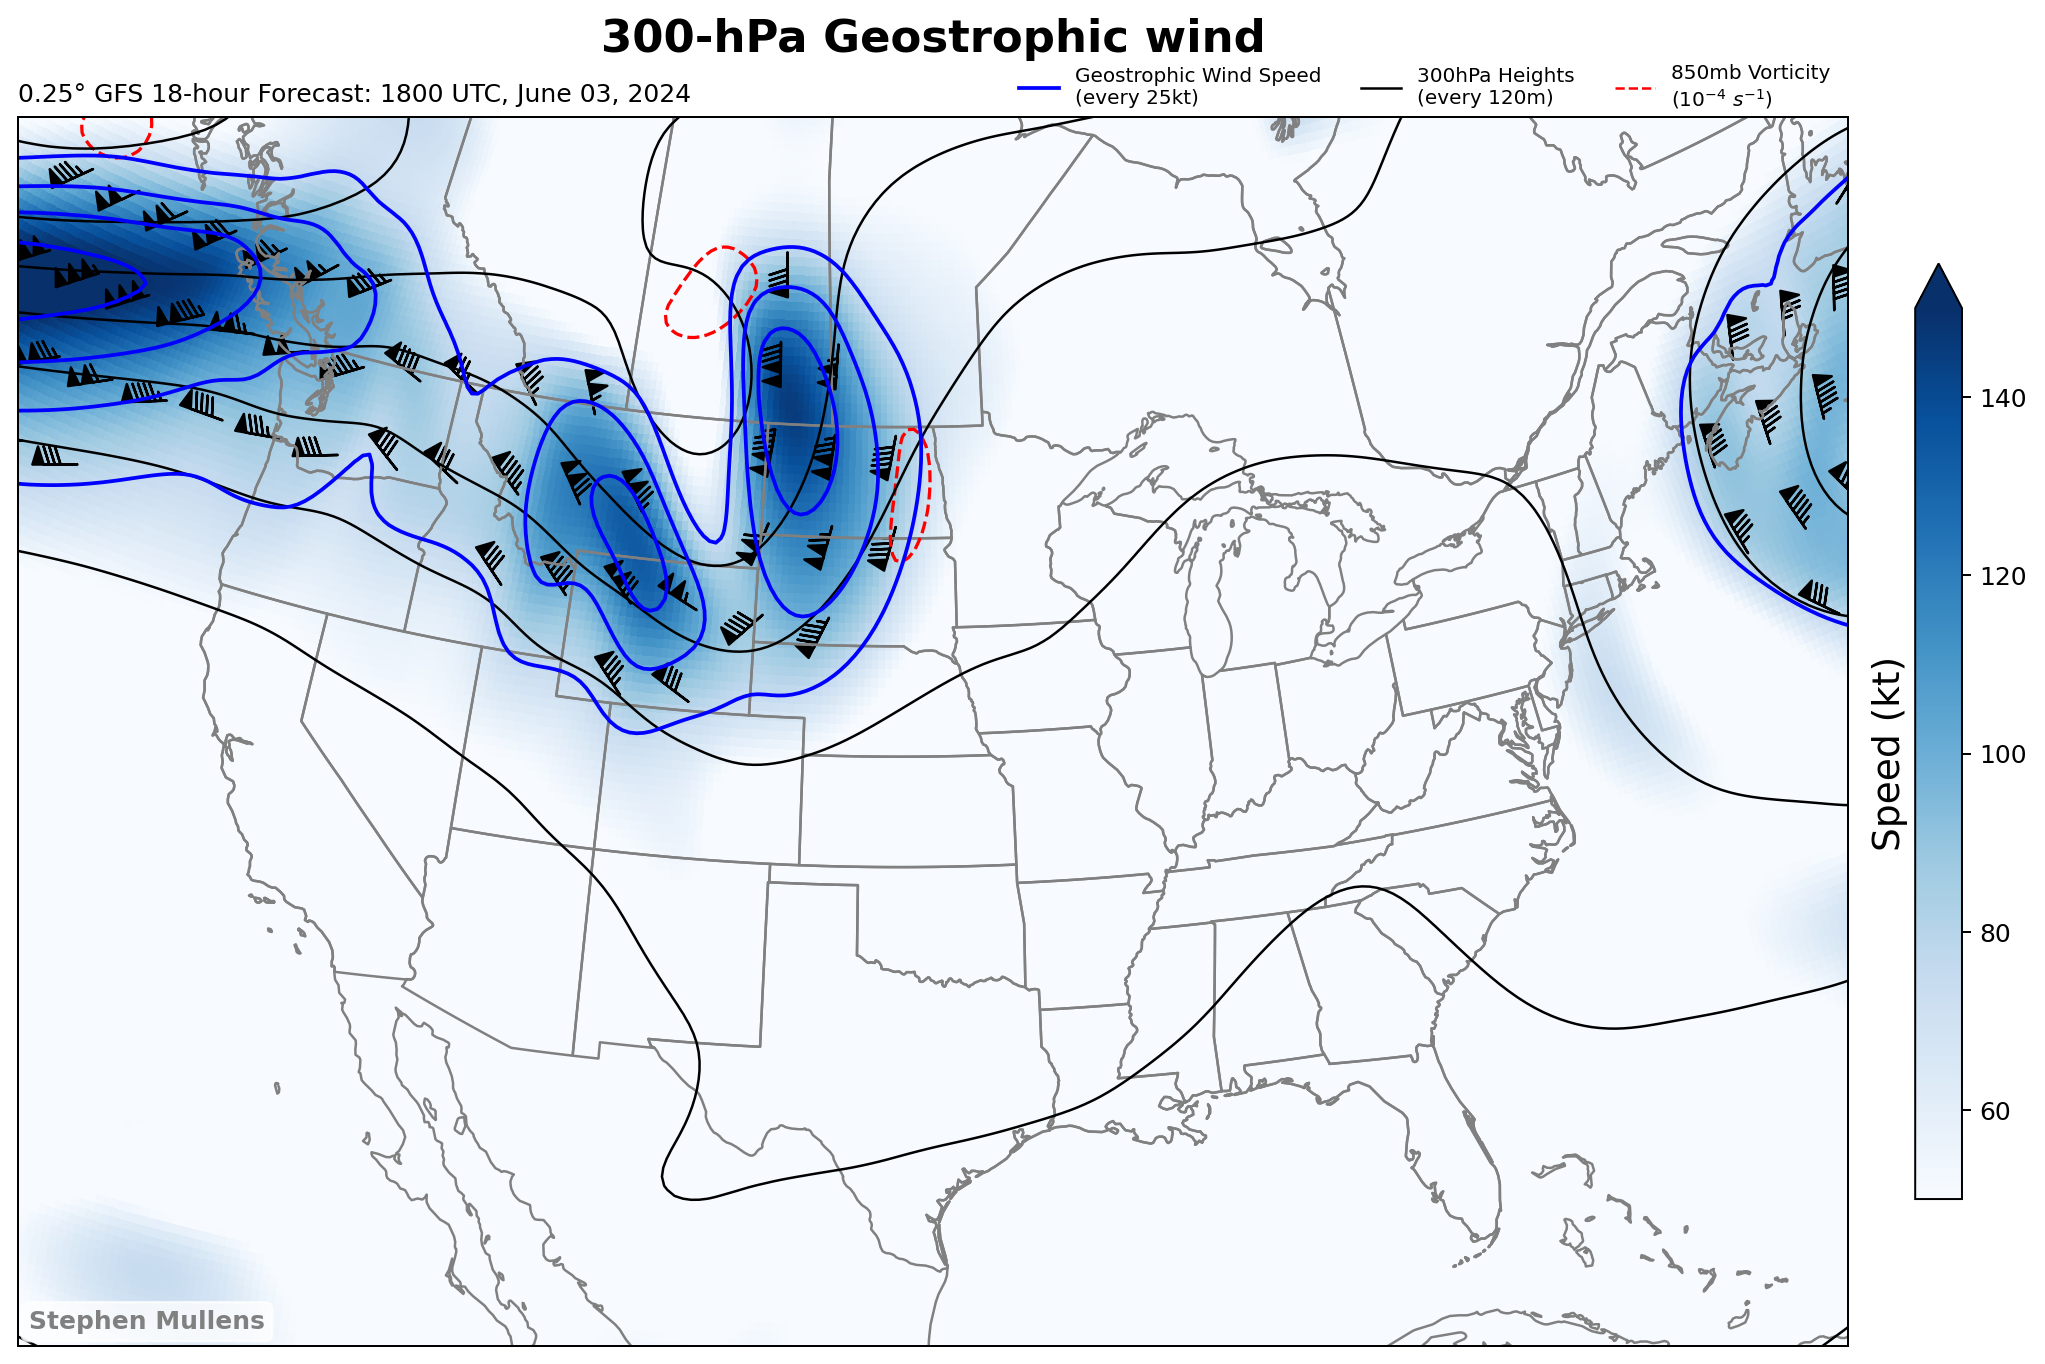 300-hPa Geostrophic wind
0.25° GFS 18-hour Forecast: 1800 UTC, June 03, 2024
Geostrophic Wind Speed
(every 25kt)
300hPa Heights
(every 120m)
850mb Vorticity
(10⁻⁴ s⁻¹)
140
120
100
80
60
Speed (kt)
Stephen Mullens